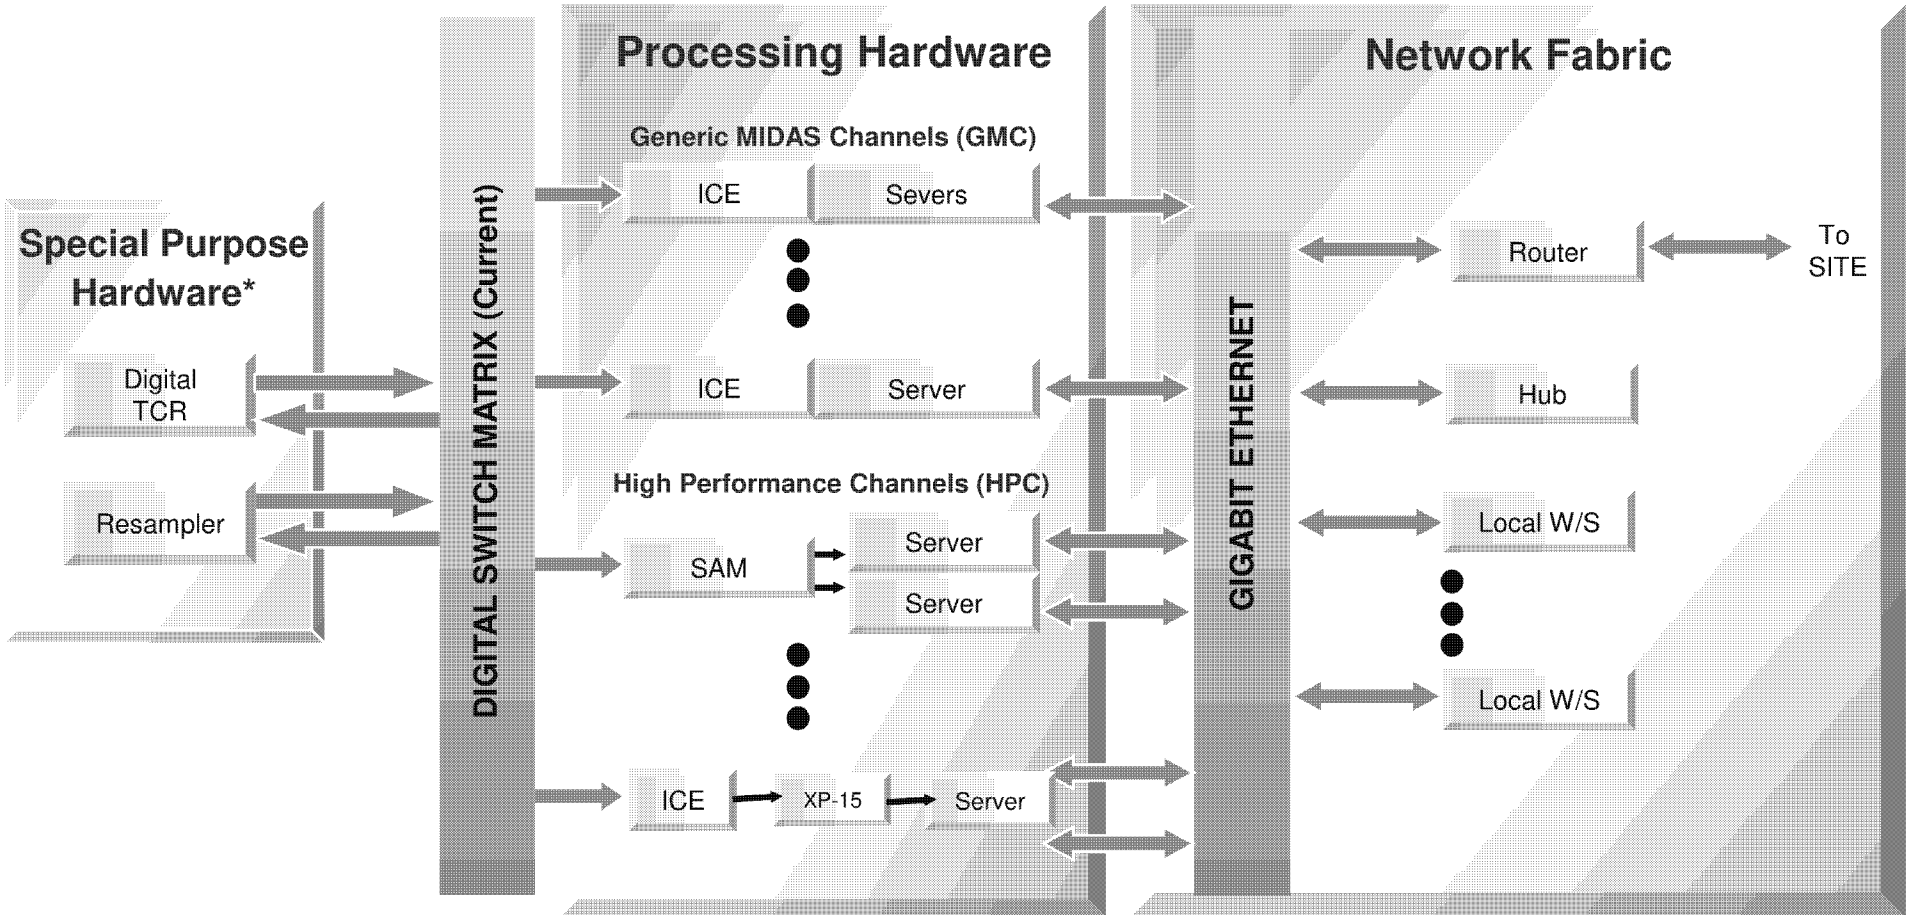 Special Purpose
Hardware*
Digital
TCR
Resampler
DIGITAL SWITCH MATRIX (Current)
Processing Hardware
Generic MIDAS Channels (GMC)
ICE
Severs
ICE
Server
High Performance Channels (HPC)
SAM
Server
Server
ICE
XP-15
Server
GIGABIT ETHERNET
Network Fabric
Router
To
SITE
Hub
Local W/S
Local W/S